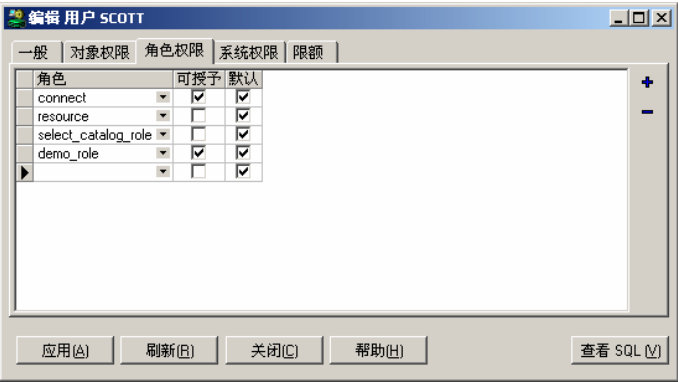 编辑 用户 SCOTT
一般 对象权限 角色权限 系统权限 限额
角色 可授予 默认
connect
resource
select_catalog_role
demo_role
应用(A) 刷新(R) 关闭(C) 帮助(H) 查看 SQL (V)